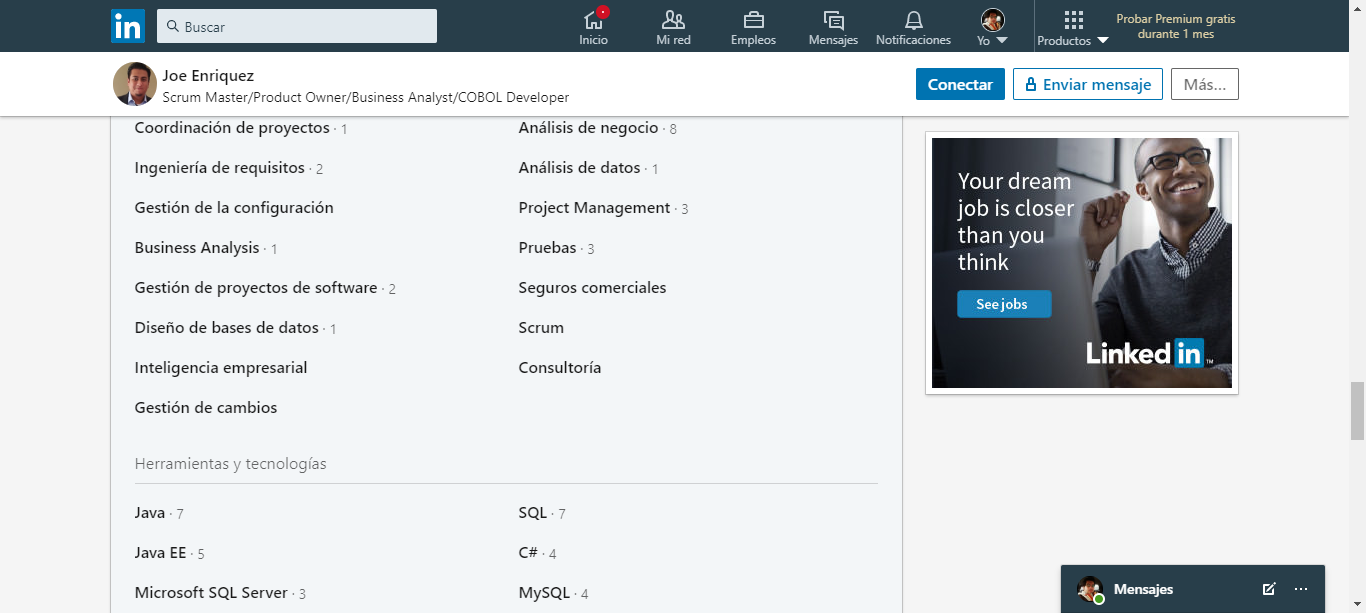 in
Buscar
Inicio
Mi red
Empleos
Mensajes
Notificaciones
Yo
Productos
Probar Premium gratis
durante 1 mes
Joe Enriquez
Scrum Master/Product Owner/Business Analyst/COBOL Developer
Conectar
Enviar mensaje
Más...
Coordinación de proyectos · 1
Análisis de negocio · 8
Ingeniería de requisitos · 2
Análisis de datos · 1
Gestión de la configuración
Project Management · 3
Business Analysis · 1
Pruebas · 3
Gestión de proyectos de software · 2
Seguros comerciales
Diseño de bases de datos · 1
Scrum
Inteligencia empresarial
Consultoría
Gestión de cambios
Herramientas y tecnologías
Java · 7
SQL · 7
Java EE · 5
C# · 4
Microsoft SQL Server · 3
MySQL · 4
Your dream
job is closer
than you
think
See jobs
Linked in ™
Mensajes